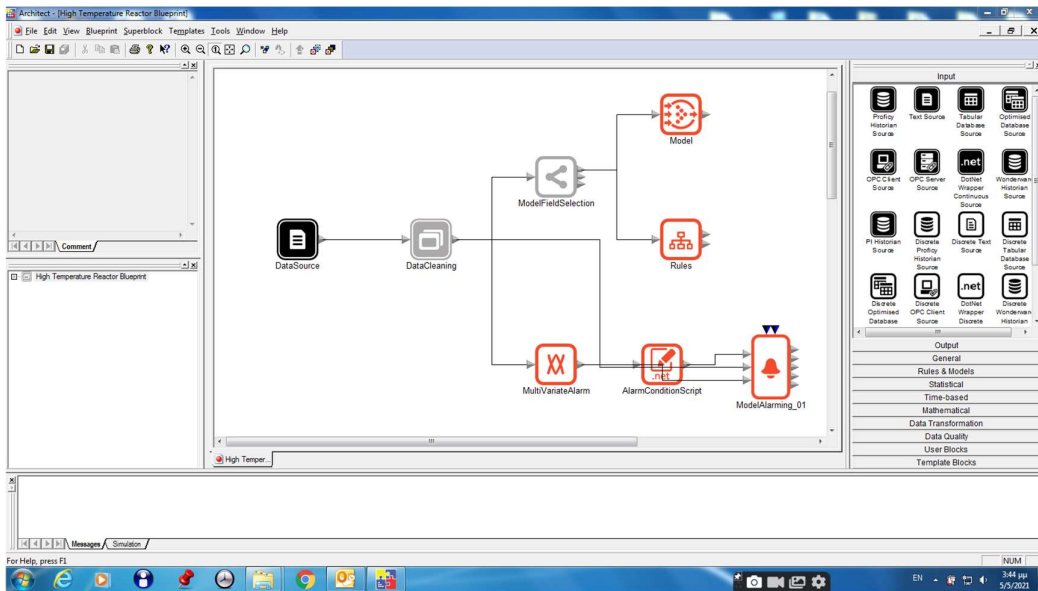 Architect - [High Temperature Reactor Blueprint]
File Edit View Blueprint Superblock Templates Tools Window Help
Comment
High Temperature Reactor Blueprint
DataSource
DataCleaning
ModelFieldSelection
Model
Rules
MultiVariateAlarm
.net
AlarmConditionScript
ModelAlarming_01
High Temper...
Input
Proficy Historian Source
Text Source
Tabular Database Source
Optimised Database Source
OPC Client Source
OPC Server Source
.net
DotNet Wrapper Continuous Source
Wonderwan Historian Source
PI Historian Source
Discrete Proficy Historian Source
Discrete Text Source
Discrete Tabular Database Source
Discrete Optimised Database
Discrete OPC Client Source
.net
DotNet Wrapper Discrete
Discrete Wonderwan Historian
Output
General
Rules & Models
Statistical
Time-based
Mathematical
Data Transformation
Data Quality
User Blocks
Template Blocks
Messages Simulation
For Help, press F1
NUM
EN
3:44 μμ
5/5/2021